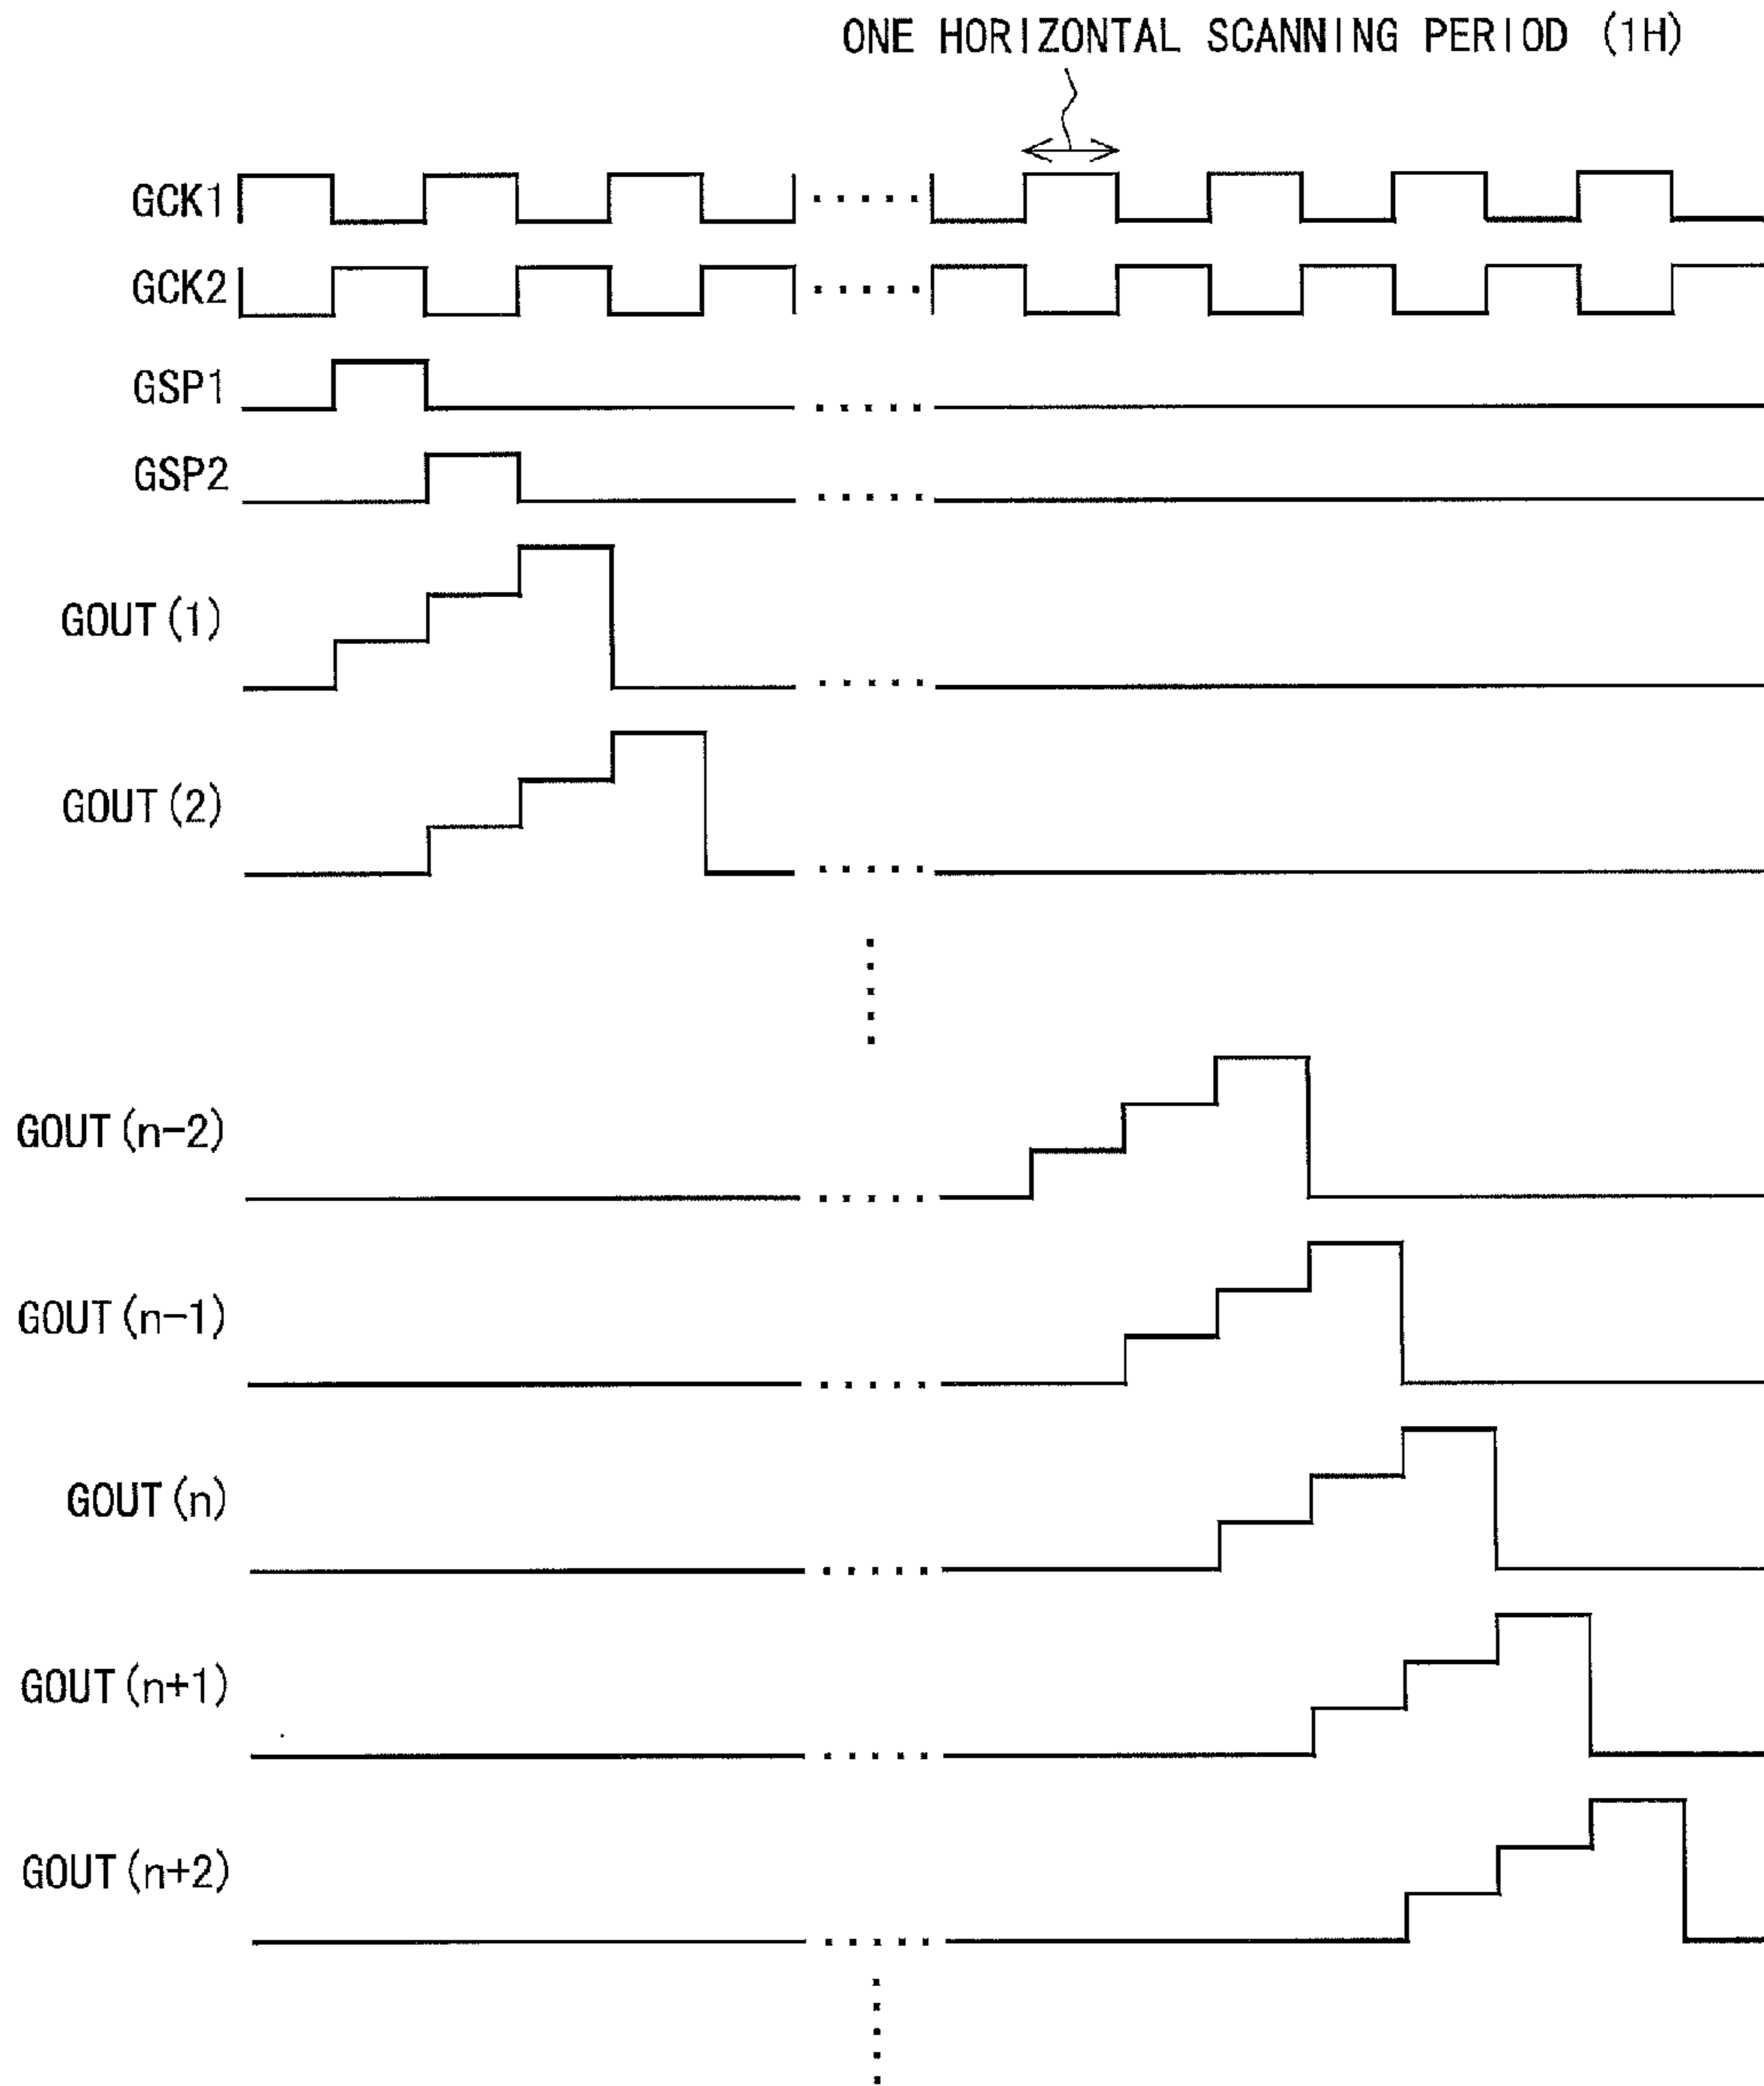 ONE HORIZONTAL SCANNING PERIOD (1H)
GCK1
GCK2
GSP1
GSP2
GOUT(1)
GOUT(2)
GOUT(n-2)
GOUT(n-1)
GOUT(n)
GOUT(n+1)
GOUT(n+2)